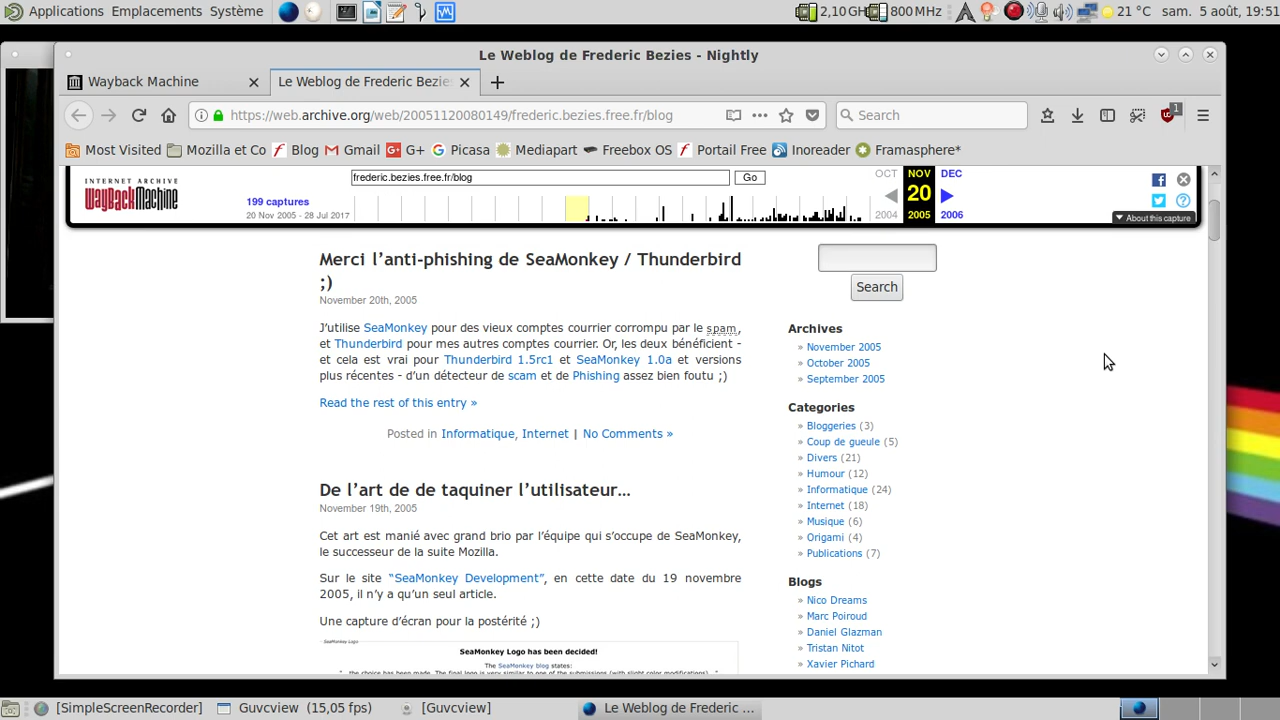 Applications Emplacements Système
2,10 GHz 800 MHz 21 °C sam. 5 août, 19:51
Le Weblog de Frederic Bezies - Nightly
Wayback Machine
Le Weblog de Frederic Bezies
https://web.archive.org/web/20051120080149/frederic.bezies.free.fr/blog
Search
1
Most Visited Mozilla et Co Blog Gmail G+ Picasa Mediapart Freebox OS Portail Free Inoreader Framasphere*
INTERNET ARCHIVE
WayBackMachine
frederic.bezies.free.fr/blog
Go
199 captures
20 Nov 2005 - 28 Jul 2017
OCT NOV DEC
20
2004 2005 2006
About this capture
Merci l’anti-phishing de SeaMonkey / Thunderbird
;)
November 20th, 2005
J’utilise SeaMonkey pour des vieux comptes courrier corrompu par le spam,
et Thunderbird pour mes autres comptes courrier. Or, les deux bénéficient -
et cela est vrai pour Thunderbird 1.5rc1 et SeaMonkey 1.0a et versions
plus récentes - d’un détecteur de scam et de Phishing assez bien foutu ;)
Read the rest of this entry »
Posted in Informatique, Internet | No Comments »
De l’art de de taquiner l’utilisateur…
November 19th, 2005
Cet art est manié avec grand brio par l’équipe qui s’occupe de SeaMonkey,
le successeur de la suite Mozilla.
Sur le site “SeaMonkey Development”, en cette date du 19 novembre
2005, il n’y a qu’un seul article.
Une capture d’écran pour la postérité ;)
SeaMonkey Logo
SeaMonkey Logo has been decided!
The SeaMonkey blog states:
" the choice has been made. The final logo is very similar to one of the submissions (with slight color modifications). "
Search
Archives
» November 2005
» October 2005
» September 2005
Categories
» Bloggeries (3)
» Coup de gueule (5)
» Divers (21)
» Humour (12)
» Informatique (24)
» Internet (18)
» Musique (6)
» Origami (4)
» Publications (7)
Blogs
» Nico Dreams
» Marc Poiroud
» Daniel Glazman
» Tristan Nitot
» Xavier Pichard
[SimpleScreenRecorder] Guvcview (15,05 fps) [Guvcview] Le Weblog de Frederic ...